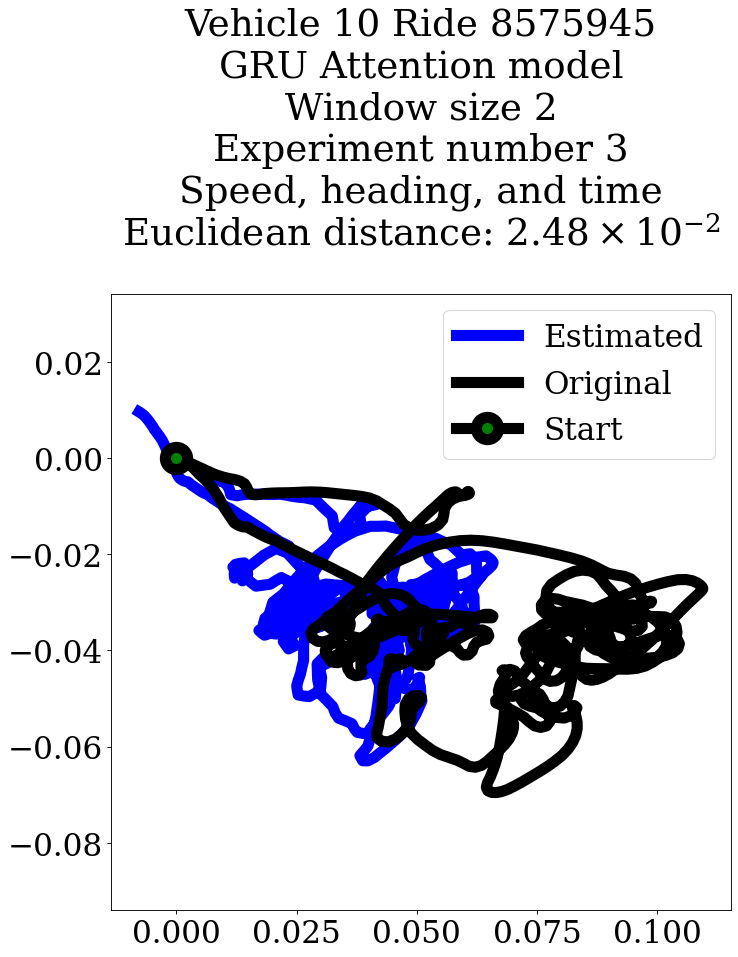 Vehicle 10 Ride 8575945
GRU Attention model
Window size 2
Experiment number 3
Speed, heading, and time
Euclidean distance: 2.48 × 10⁻²
Estimated
Original
Start
0.02
0.00
−0.02
−0.04
−0.06
−0.08
0.000 0.025 0.050 0.075 0.100